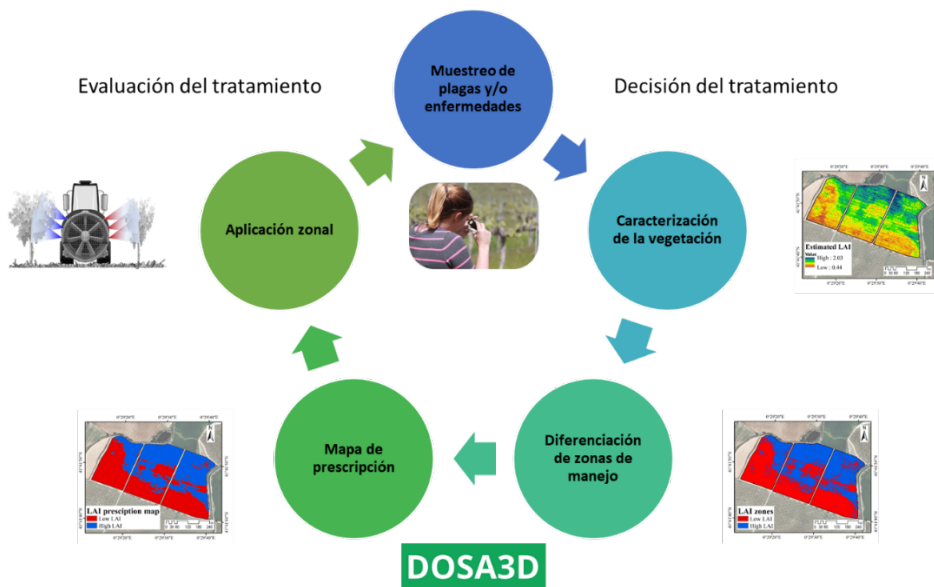 Evaluación del tratamiento
Muestreo de
plagas y/o
enfermedades
Decisión del tratamiento
Aplicación zonal
Caracterización
de la vegetación
Estimated LAI
Value
High : 2.03
Low : 0.44
Mapa de
prescripción
Diferenciación
de zonas de
manejo
LAI presciption map
Low LAI
High LAI
LAI zones
Low LAI
High LAI
DOSA3D